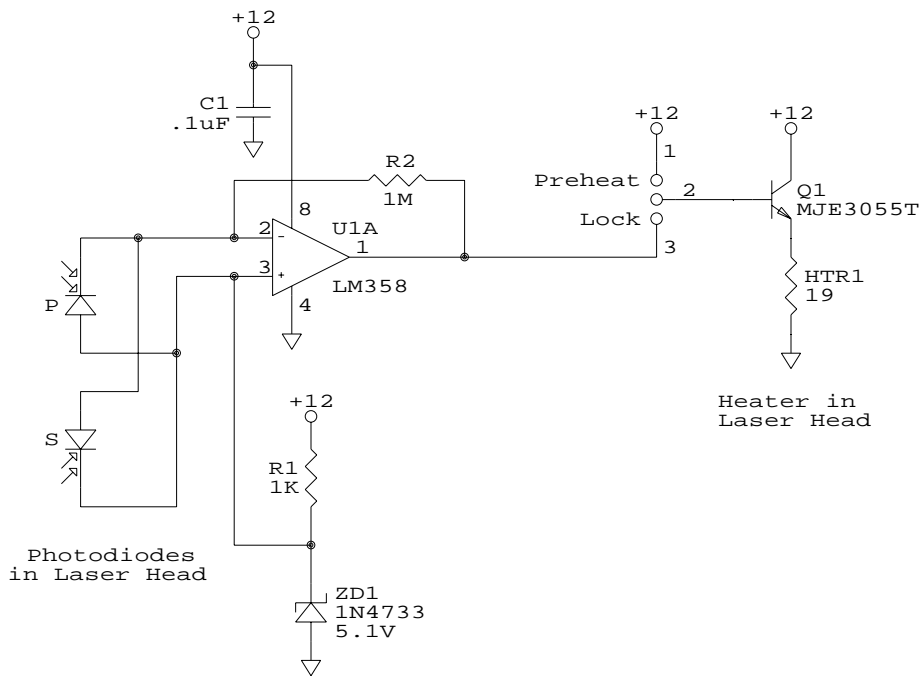 +12
C1
.1uF
R2
1M
8
2
-
3
+
U1A
1
LM358
4
+12
1
Preheat
2
Lock
3
+12
Q1
MJE3055T
HTR1
19
Heater in
Laser Head
P
S
Photodiodes
in Laser Head
+12
R1
1K
ZD1
1N4733
5.1V